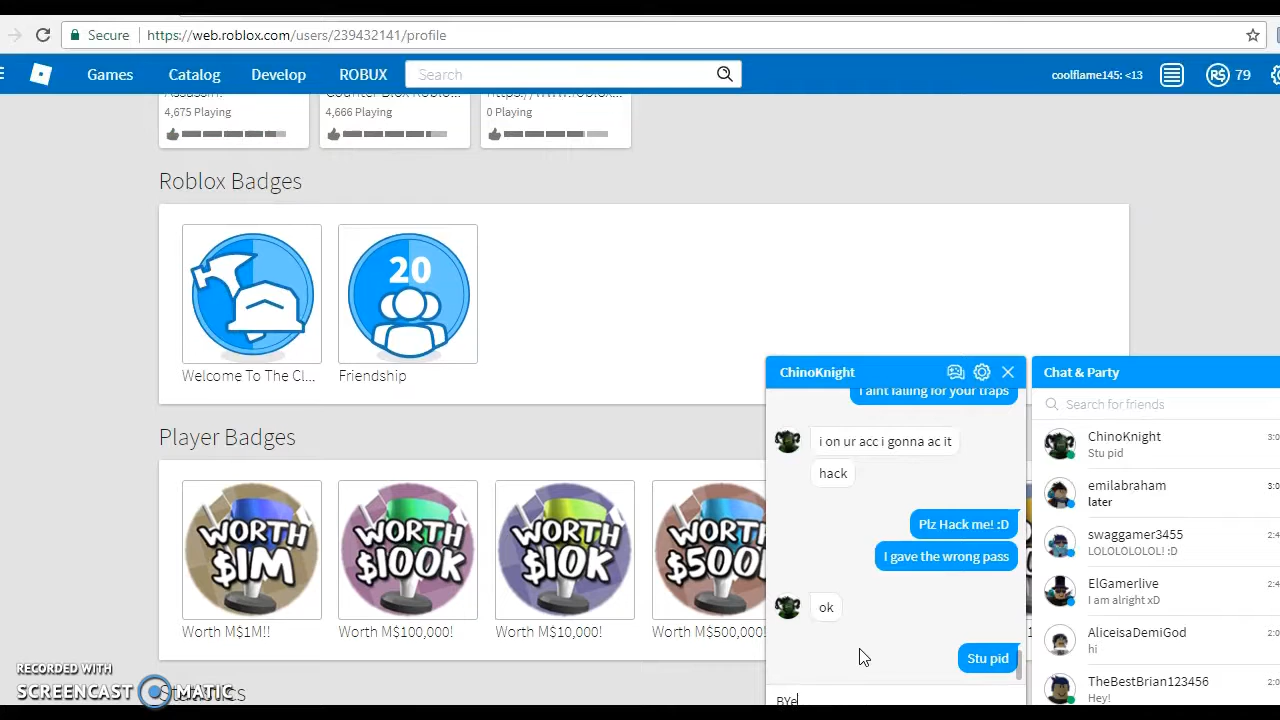 Secure https://web.roblox.com/users/239432141/profile
Games Catalog Develop ROBUX Search coolflame145: <13 R$ 79
4,675 Playing 4,666 Playing 0 Playing
Roblox Badges
20
Welcome To The Cl... Friendship
Player Badges
WORTH $1M WORTH $100K WORTH $10K WORTH $500
Worth M$1M!! Worth M$100,000! Worth M$10,000! Worth M$500,000!
ChinoKnight
I aint falling for your traps
i on ur acc i gonna ac it
hack
Plz Hack me! :D
I gave the wrong pass
ok
Stu pid
BYe
Chat & Party
Search for friends
ChinoKnight
Stu pid
emilabraham
later
swaggamer3455
LOLOLOLOL! :D
ElGamerlive
I am alright xD
AliceisaDemiGod
hi
TheBestBrian123456
Hey!
RECORDED WITH
SCREENCAST MATIC